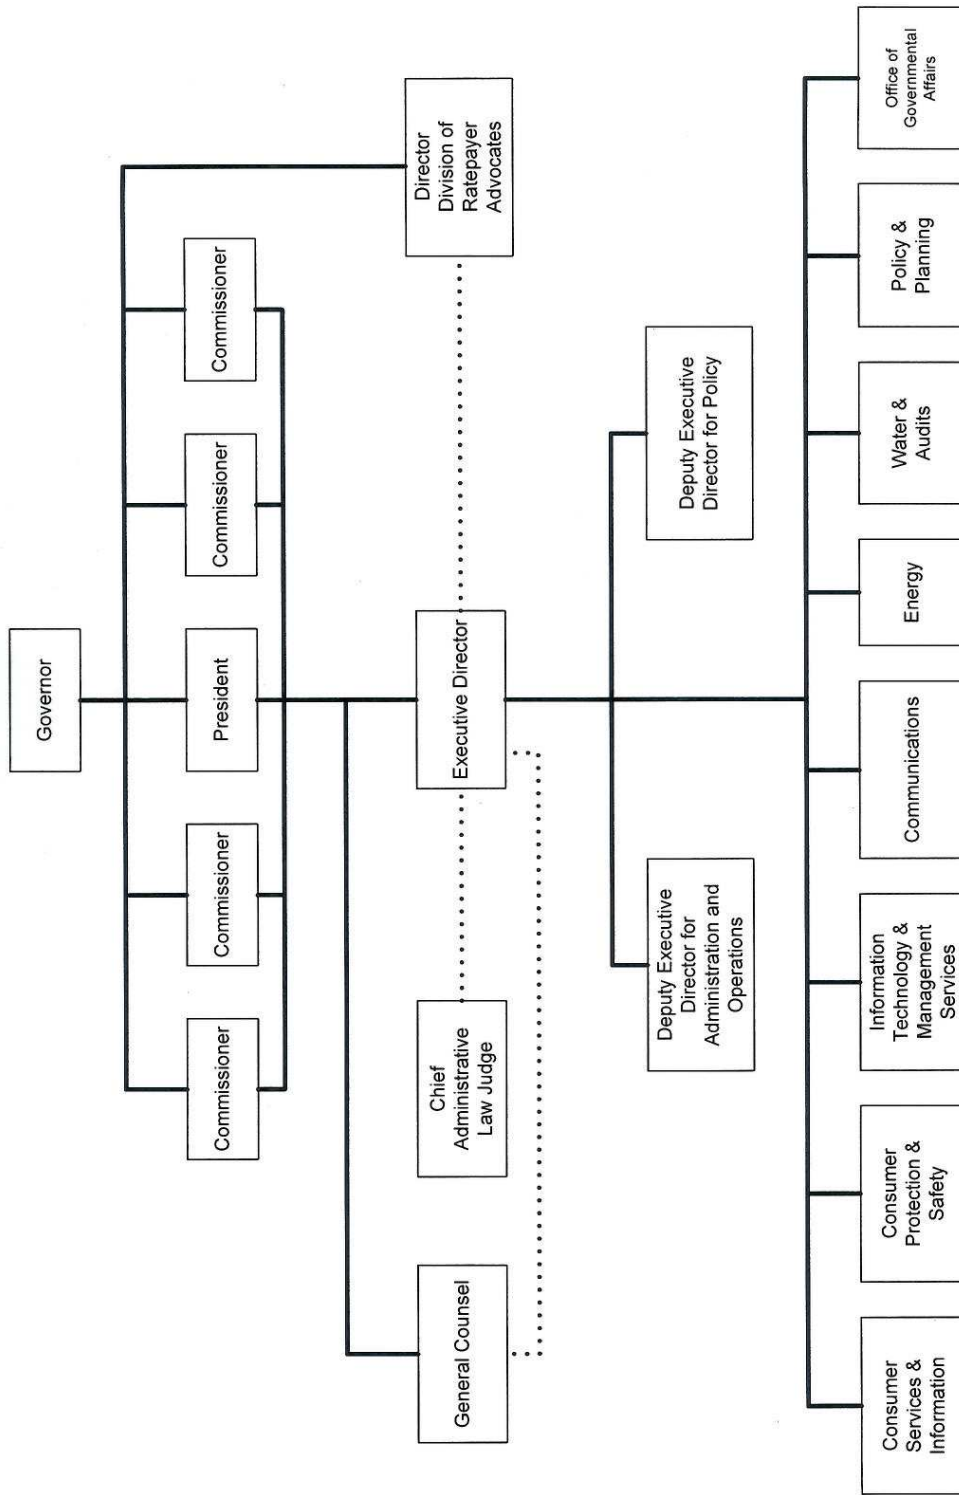 Governor
Commissioner
Commissioner
President
Commissioner
Commissioner
General Counsel
Chief
Administrative
Law Judge
Executive Director
Director
Division of
Ratepayer
Advocates
Deputy Executive
Director for
Administration and
Operations
Deputy Executive
Director for Policy
Consumer
Services &
Information
Consumer
Protection &
Safety
Information
Technology &
Management
Services
Communications
Energy
Water &
Audits
Policy &
Planning
Office of
Governmental
Affairs